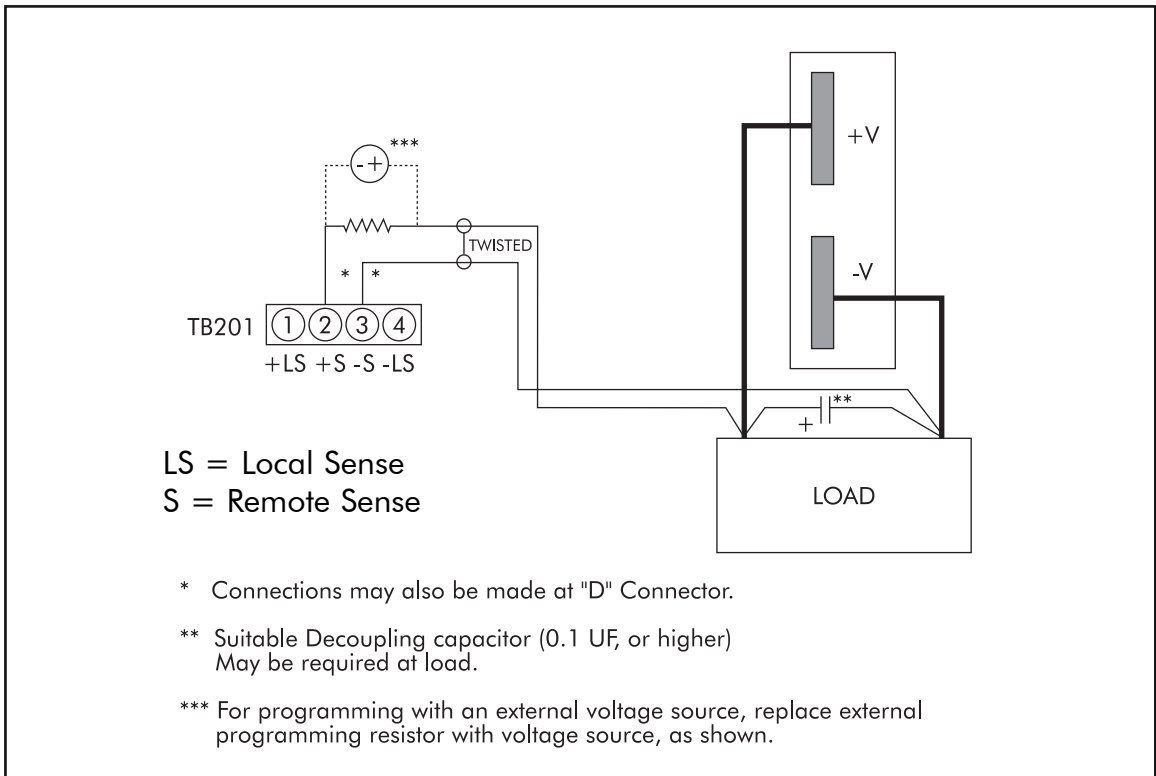 - + ***
+V
TWISTED
* *
-V
TB201 1 2 3 4
+LS +S -S -LS
+ **
LS = Local Sense
S = Remote Sense
LOAD
* Connections may also be made at "D" Connector.
** Suitable Decoupling capacitor (0.1 UF, or higher)
May be required at load.
*** For programming with an external voltage source, replace external
programming resistor with voltage source, as shown.